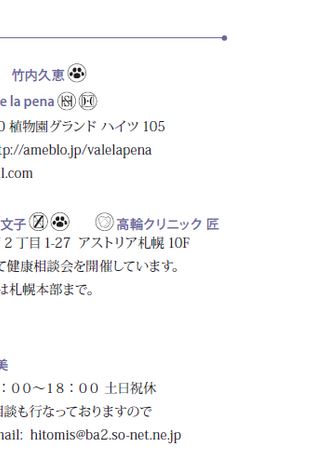 竹内久恵
e la pena
0 植物園グランド ハイツ 105
tp://ameblo.jp/valelapena
l.com
文子 高輪クリニック 匠
２丁目1-27 アストリア札幌 10F
て健康相談会を開催しています。
は札幌本部まで。
美
：００～１８：００ 土日祝休
相談も行なっておりますので
mail: hitomis@ba2.so-net.ne.jp